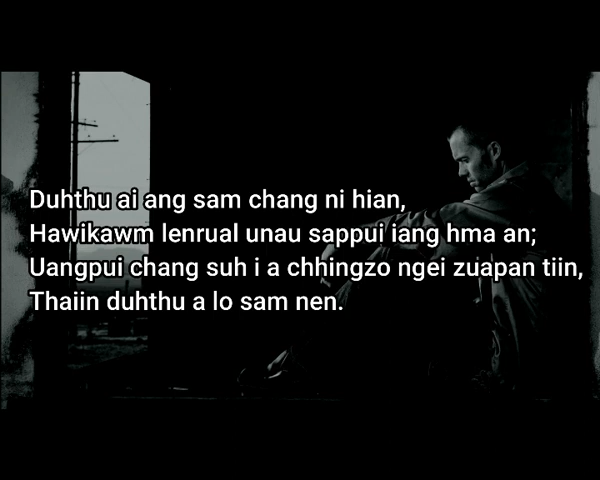 Duhthu ai ang sam chang ni hian,
Hawikawm lenrual unau sappui iang hma an;
Uangpui chang suh i a chhingzo ngei zuapan tiin,
Thaiin duhthu a lo sam nen.